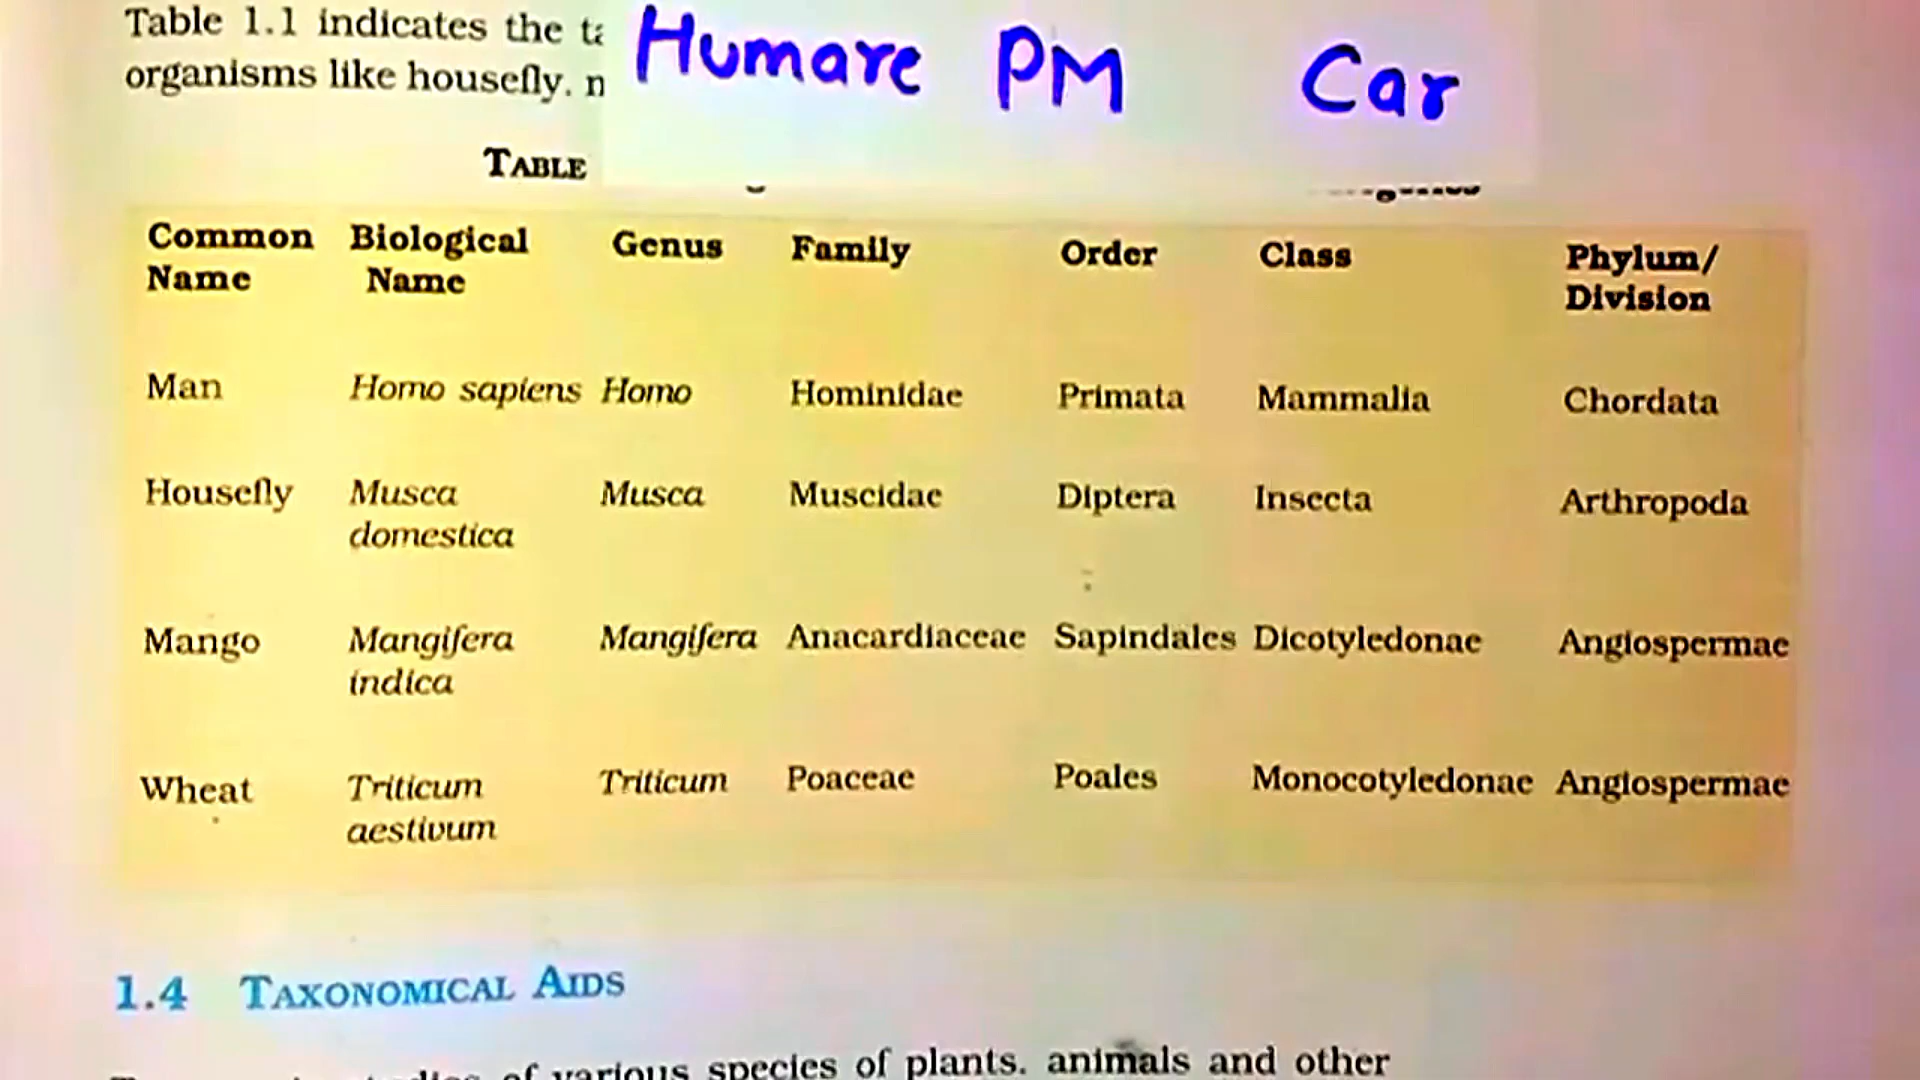 Table 1.1 indicates the
organisms like housefly.
Humare PM Car
TABLE
Common Name Biological Name Genus Family Order Class Phylum/ Division
Man Homo sapiens Homo Hominidae Primata Mammalia Chordata
Housefly Musca domestica Musca Muscidae Diptera Insecta Arthropoda
Mango Mangifera indica Mangifera Anacardiaceae Sapindales Dicotyledonae Angiospermae
Wheat Triticum aestivum Triticum Poaceae Poales Monocotyledonae Angiospermae
1.4 TAXONOMICAL AIDS
of various species of plants, animals and other